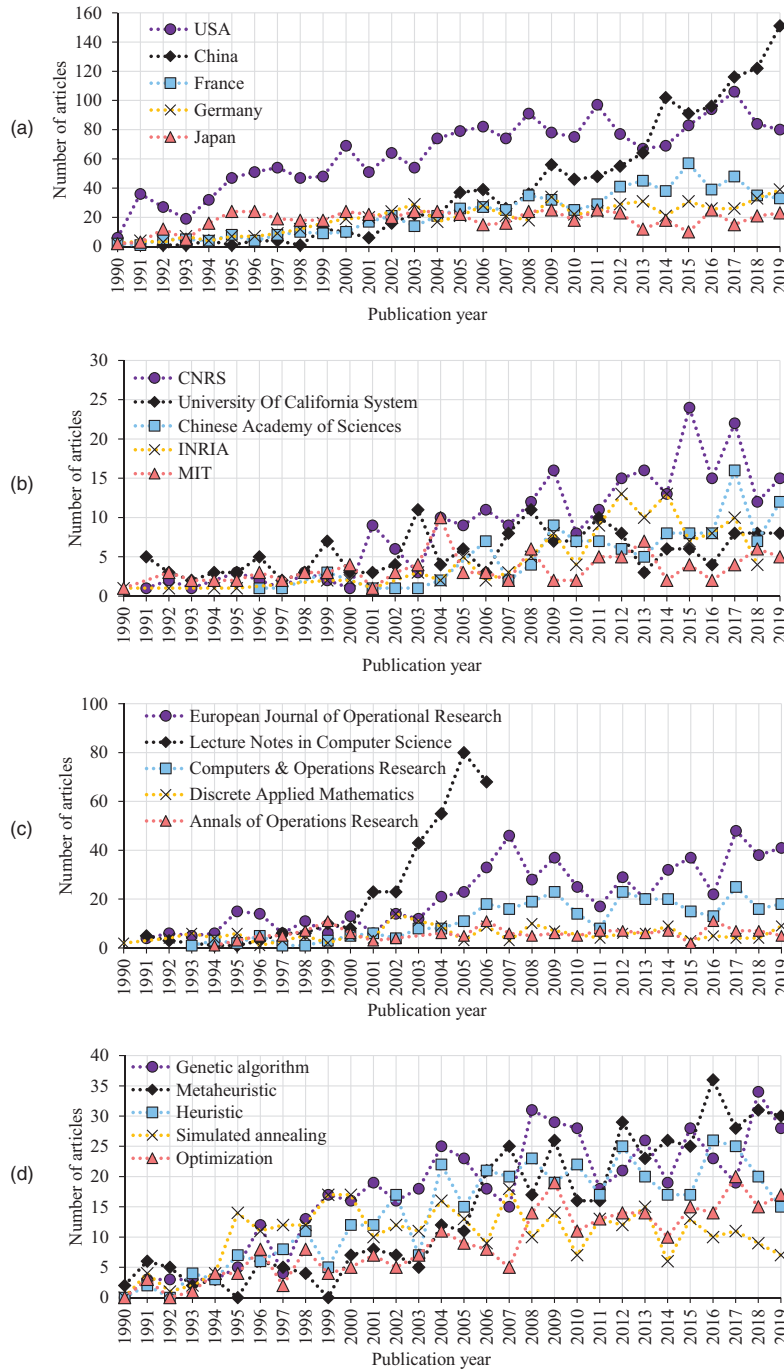 (a)
Number of articles
160
140
120
100
80
60
40
20
0
USA
China
France
Germany
Japan
1990 1991 1992 1993 1994 1995 1996 1997 1998 1999 2000 2001 2002 2003 2004 2005 2006 2007 2008 2009 2010 2011 2012 2013 2014 2015 2016 2017 2018 2019
Publication year
(b)
Number of articles
30
25
20
15
10
5
0
CNRS
University Of California System
Chinese Academy of Sciences
INRIA
MIT
1990 1991 1992 1993 1994 1995 1996 1997 1998 1999 2000 2001 2002 2003 2004 2005 2006 2007 2008 2009 2010 2011 2012 2013 2014 2015 2016 2017 2018 2019
Publication year
(c)
Number of articles
100
80
60
40
20
0
European Journal of Operational Research
Lecture Notes in Computer Science
Computers & Operations Research
Discrete Applied Mathematics
Annals of Operations Research
1990 1991 1992 1993 1994 1995 1996 1997 1998 1999 2000 2001 2002 2003 2004 2005 2006 2007 2008 2009 2010 2011 2012 2013 2014 2015 2016 2017 2018 2019
Publication year
(d)
Number of articles
40
35
30
25
20
15
10
5
0
Genetic algorithm
Metaheuristic
Heuristic
Simulated annealing
Optimization
1990 1991 1992 1993 1994 1995 1996 1997 1998 1999 2000 2001 2002 2003 2004 2005 2006 2007 2008 2009 2010 2011 2012 2013 2014 2015 2016 2017 2018 2019
Publication year